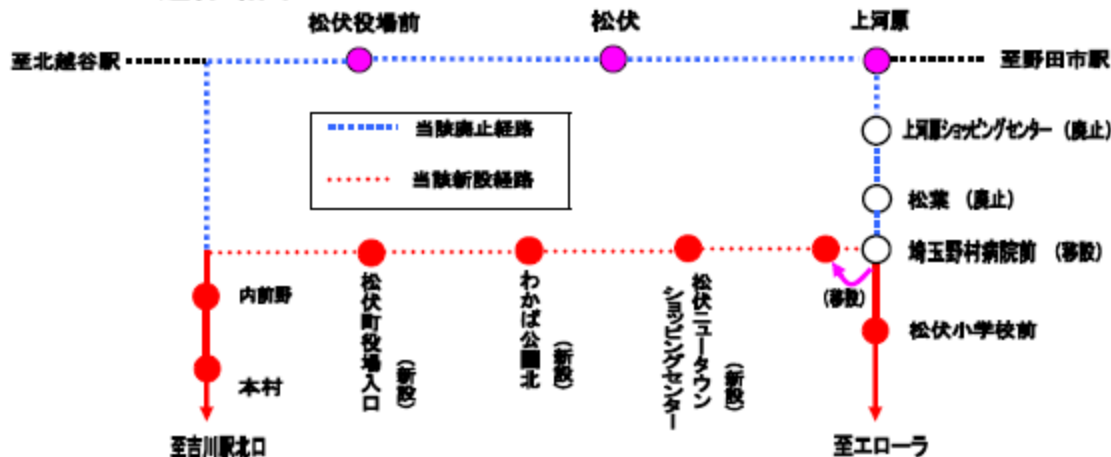 松伏役場前
松伏
上河原
至北越谷駅
至野田市駅
当該廃止経路
当該新設経路
上河原ショッピングセンター（廃止）
松葉（廃止）
埼玉野村病院前（移設）
（移設）
内前野
本村
松伏町役場入口
（新設）
わかば公園北
（新設）
松伏ニュータウン
ショッピングセンター
（新設）
松伏小学校前
至吉川駅北口
至エローラ